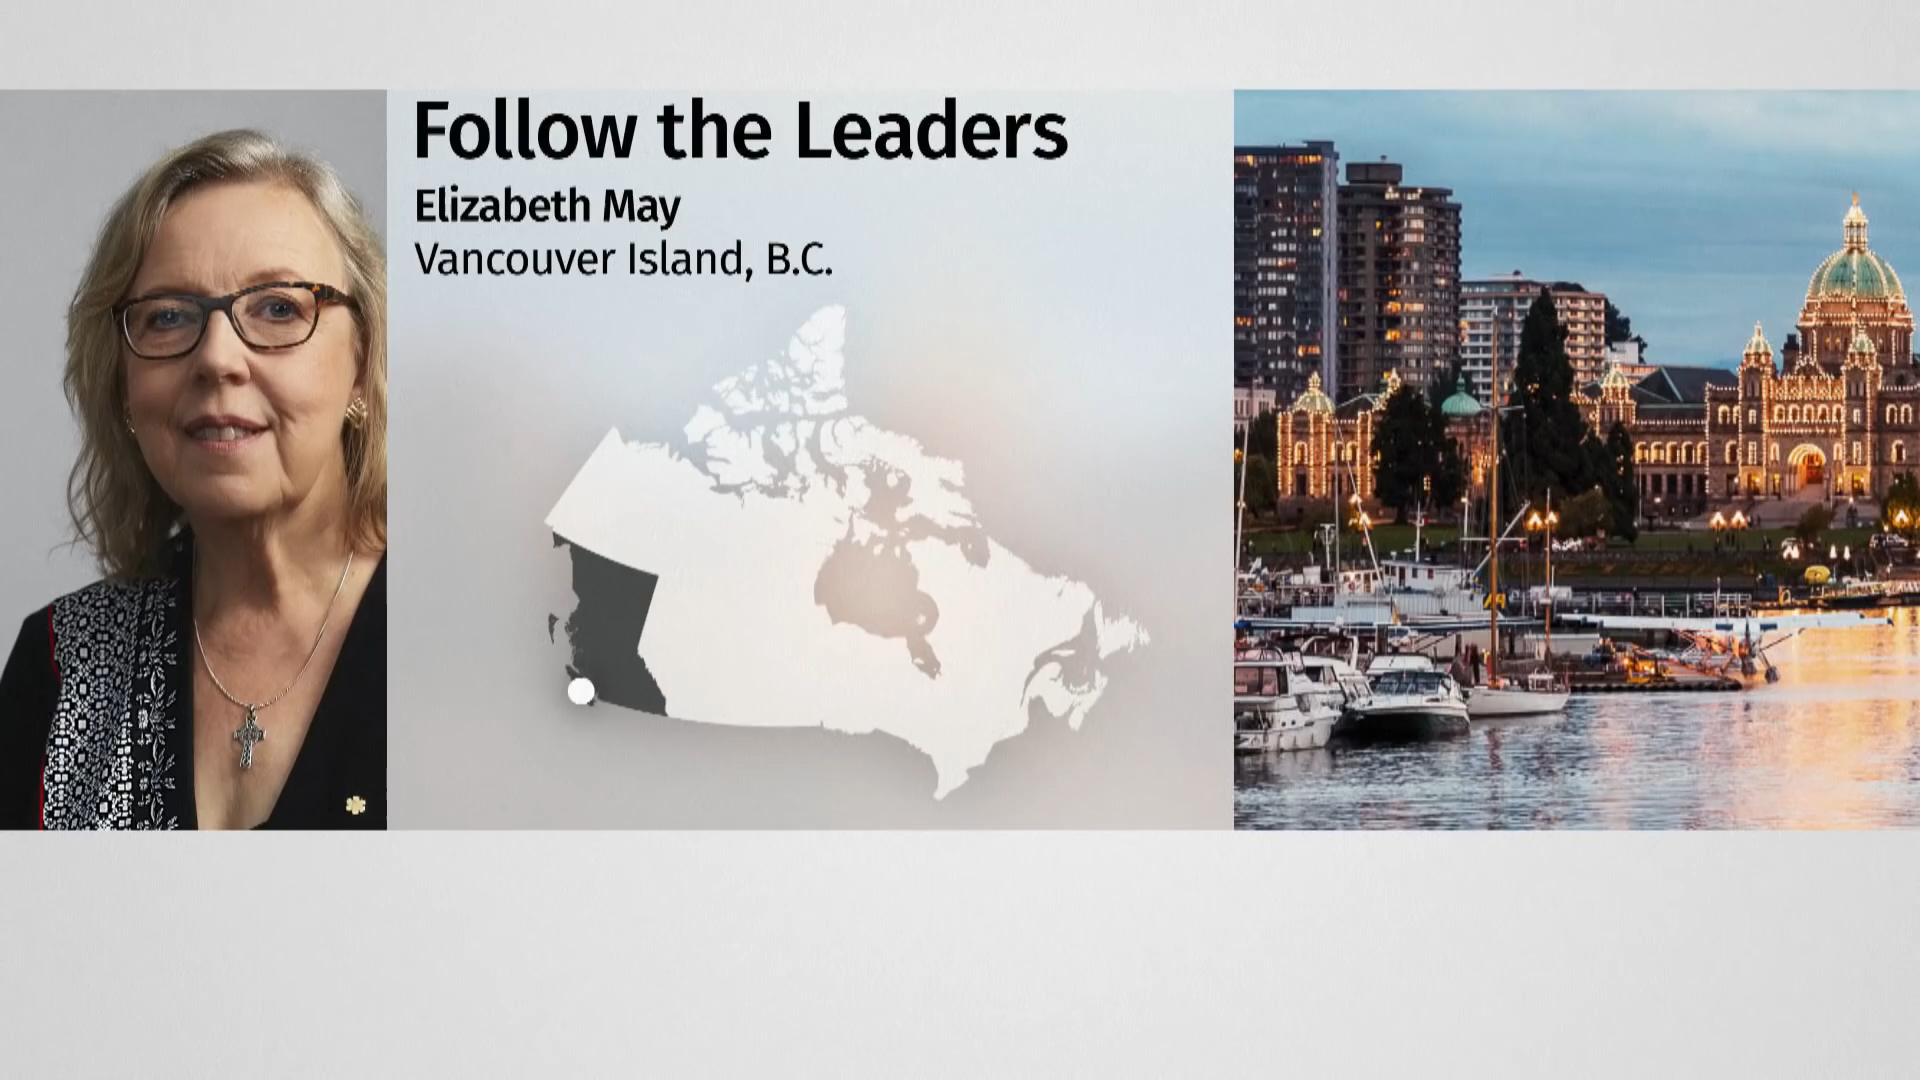 Follow the Leaders
Elizabeth May
Vancouver Island, B.C.